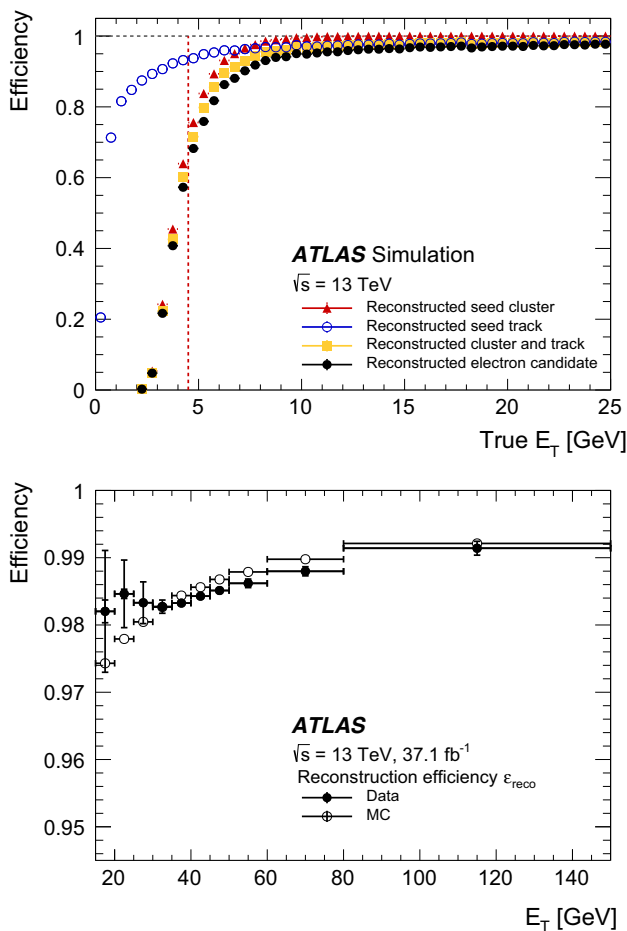 Efficiency
1
0.8
0.6
0.4
0.2
0
ATLAS Simulation
√s = 13 TeV
Reconstructed seed cluster
Reconstructed seed track
Reconstructed cluster and track
Reconstructed electron candidate
0 5 10 15 20 25
True E_T [GeV]
Efficiency
1
0.99
0.98
0.97
0.96
0.95
ATLAS
√s = 13 TeV, 37.1 fb⁻¹
Reconstruction efficiency ε_reco
Data
MC
20 40 60 80 100 120 140
E_T [GeV]